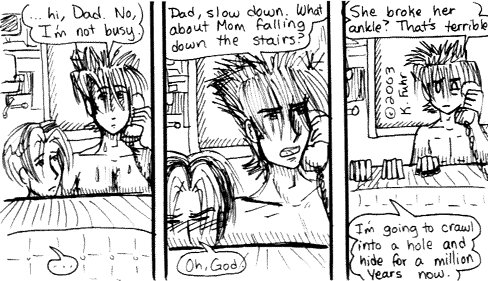 ...hi, Dad. No,
I'm not busy.
...
Dad, slow down. What
about Mom falling
down the stairs?
Oh, God.
She broke her
ankle? That's terrible
©2003
K. Fuhr
I'm going to crawl
into a hole and
hide for a million
years now.